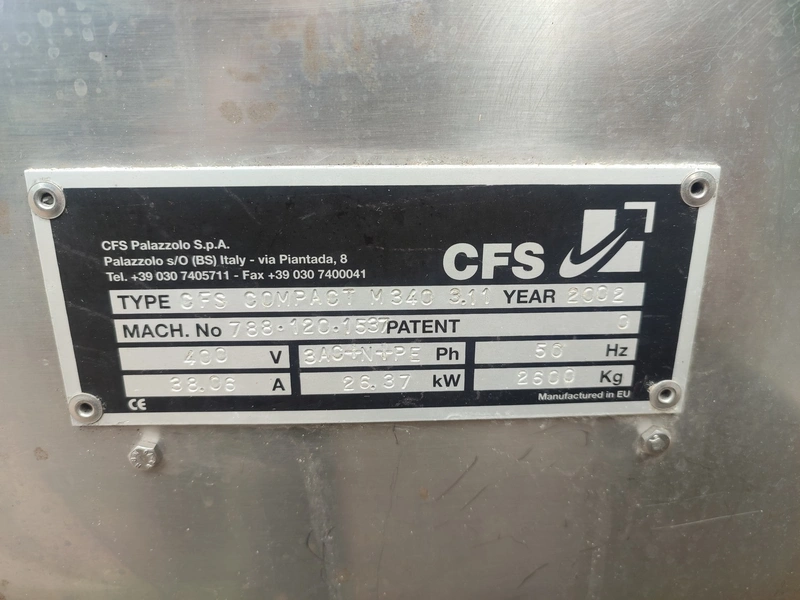 CFS Palazzolo S.p.A.
Palazzolo s/O (BS) Italy - via Piantada, 8
Tel. +39 030 7405711 - Fax +39 030 7400041
CFS
TYPE CFS COMPACT M340 3.11 YEAR 2002
MACH. No 788.120.1537 PATENT 0
400 V 3AC+N+PE Ph 50 Hz
38.06 A 26.37 kW 2600 Kg
CE Manufactured in EU